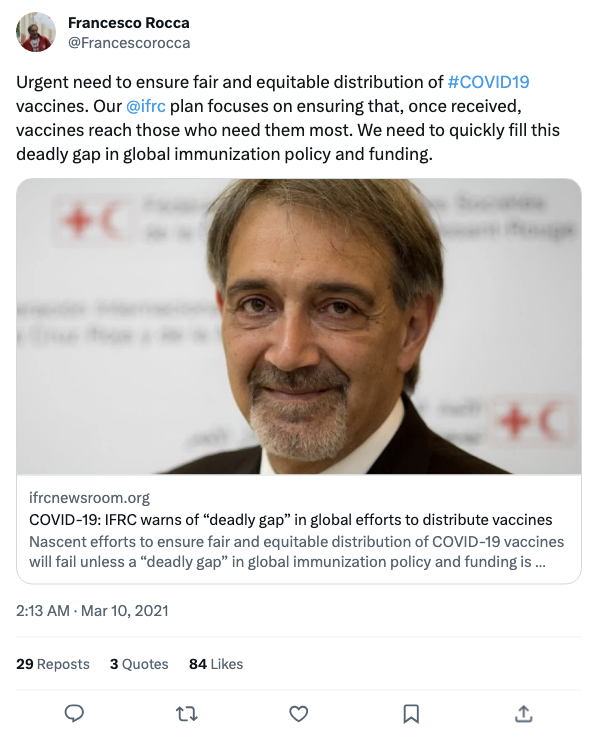 Francesco Rocca
@Francescorocca
Urgent need to ensure fair and equitable distribution of #COVID19
vaccines. Our @ifrc plan focuses on ensuring that, once received,
vaccines reach those who need them most. We need to quickly fill this
deadly gap in global immunization policy and funding.
ifrcnewsroom.org
COVID-19: IFRC warns of “deadly gap” in global efforts to distribute vaccines
Nascent efforts to ensure fair and equitable distribution of COVID-19 vaccines
will fail unless a “deadly gap” in global immunization policy and funding is ...
2:13 AM · Mar 10, 2021
29 Reposts 3 Quotes 84 Likes